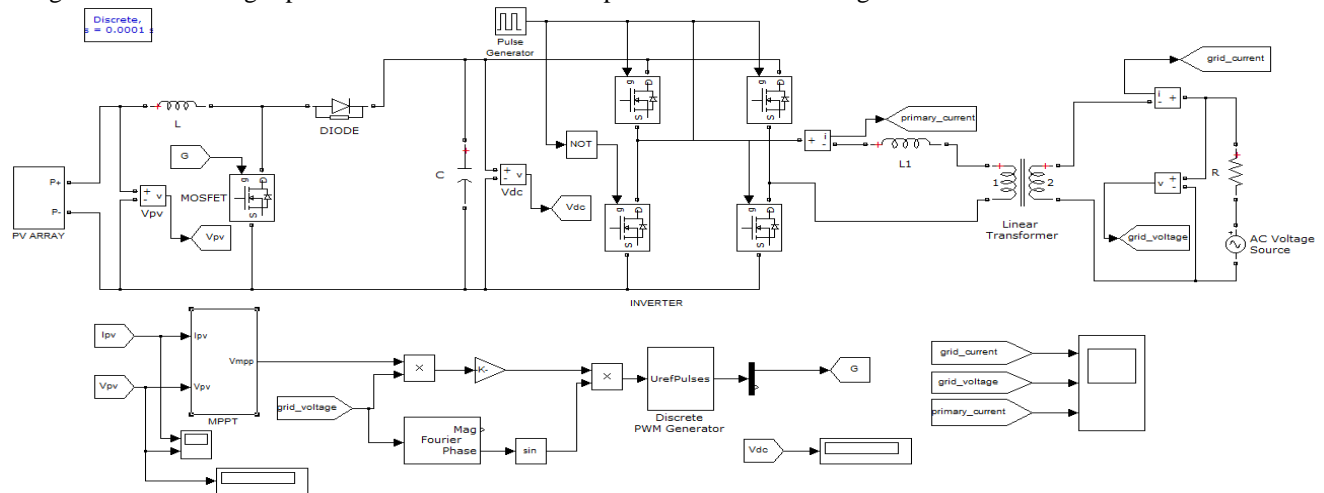 Discrete,
s = 0.0001 s
Pulse
Generator
grid_current
g
g
i
+
-
L
DIODE
S
S
primary_current
NOT
+
i
-
G
L1
R
P+
C
g
g
1
2
+
-
v
Vdc
MOSFET
+
-
v
Vdc
v
+
-
Vpv
S
S
S
Linear
Transformer
P-
Vpv
grid_voltage
AC Voltage
Source
PV ARRAY
INVERTER
Ipv
Ipv
Vmpp
X
-K-
X
UrefPulses
G
grid_current
Vpv
Vpv
grid_voltage
grid_voltage
MPPT
Discrete
PWM Generator
primary_current
Mag
Fourier
Phase
sin
Vdc